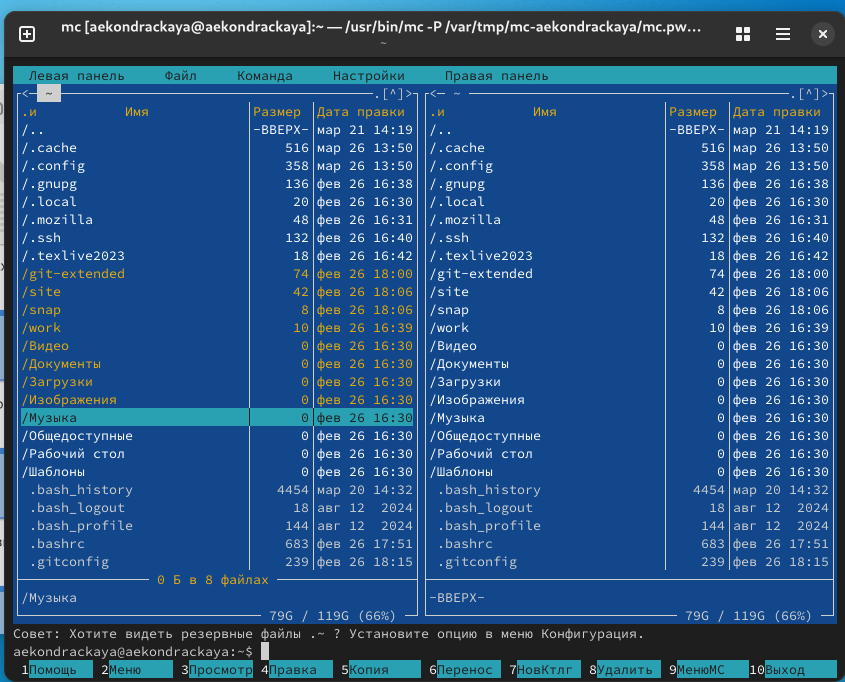 mc [aekondrackaya@aekondrackaya]:~ — /usr/bin/mc -P /var/tmp/mc-aekondrackaya/mc.pw…
~
Левая панель Файл Команда Настройки Правая панель
<─ ~ .[^]> <─ ~ .[^]>
.и Имя Размер Дата правки .и Имя Размер Дата правки
/.. -ВВЕРХ- мар 21 14:19 /.. -ВВЕРХ- мар 21 14:19
/.cache 516 мар 26 13:50 /.cache 516 мар 26 13:50
/.config 358 мар 26 13:50 /.config 358 мар 26 13:50
/.gnupg 136 фев 26 16:38 /.gnupg 136 фев 26 16:38
/.local 20 фев 26 16:30 /.local 20 фев 26 16:30
/.mozilla 48 фев 26 16:31 /.mozilla 48 фев 26 16:31
/.ssh 132 фев 26 16:40 /.ssh 132 фев 26 16:40
/.texlive2023 18 фев 26 16:42 /.texlive2023 18 фев 26 16:42
/git-extended 74 фев 26 18:00 /git-extended 74 фев 26 18:00
/site 42 фев 26 18:06 /site 42 фев 26 18:06
/snap 8 фев 26 18:06 /snap 8 фев 26 18:06
/work 10 фев 26 16:39 /work 10 фев 26 16:39
/Видео 0 фев 26 16:30 /Видео 0 фев 26 16:30
/Документы 0 фев 26 16:30 /Документы 0 фев 26 16:30
/Загрузки 0 фев 26 16:30 /Загрузки 0 фев 26 16:30
/Изображения 0 фев 26 16:30 /Изображения 0 фев 26 16:30
/Музыка 0 фев 26 16:30 /Музыка 0 фев 26 16:30
/Общедоступные 0 фев 26 16:30 /Общедоступные 0 фев 26 16:30
/Рабочий стол 0 фев 26 16:30 /Рабочий стол 0 фев 26 16:30
/Шаблоны 0 фев 26 16:30 /Шаблоны 0 фев 26 16:30
.bash_history 4454 мар 20 14:32 .bash_history 4454 мар 20 14:32
.bash_logout 18 авг 12 2024 .bash_logout 18 авг 12 2024
.bash_profile 144 авг 12 2024 .bash_profile 144 авг 12 2024
.bashrc 683 фев 26 17:51 .bashrc 683 фев 26 17:51
.gitconfig 239 фев 26 18:15 .gitconfig 239 фев 26 18:15
0 Б в 8 файлах
/Музыка -ВВЕРХ-
79G / 119G (66%) 79G / 119G (66%)
Совет: Хотите видеть резервные файлы .~ ? Установите опцию в меню Конфигурация.
aekondrackaya@aekondrackaya:~$
1Помощь 2Меню 3Просмотр 4Правка 5Копия 6Перенос 7НовКтлг 8Удалить 9МенюMC 10Выход